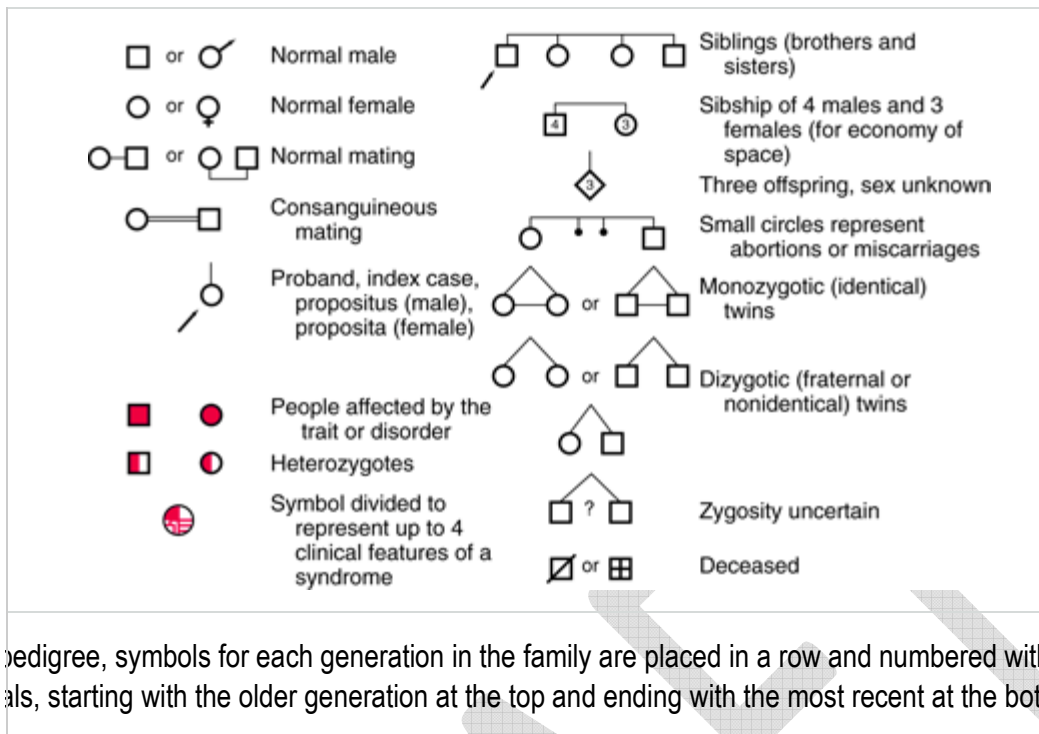 or
Normal male
or
Normal female
or
Normal mating
Consanguineous
mating
Proband, index case,
propositus (male),
proposita (female)
People affected by the
trait or disorder
Heterozygotes
Symbol divided to
represent up to 4
clinical features of a
syndrome
Siblings (brothers and
sisters)
4
3
Sibship of 4 males and 3
females (for economy of
space)
3
Three offspring, sex unknown
Small circles represent
abortions or miscarriages
or
Monozygotic (identical)
twins
or
Dizygotic (fraternal or
nonidentical) twins
?
Zygosity uncertain
or
Deceased
pedigree, symbols for each generation in the family are placed in a row and numbered with
als, starting with the older generation at the top and ending with the most recent at the bot